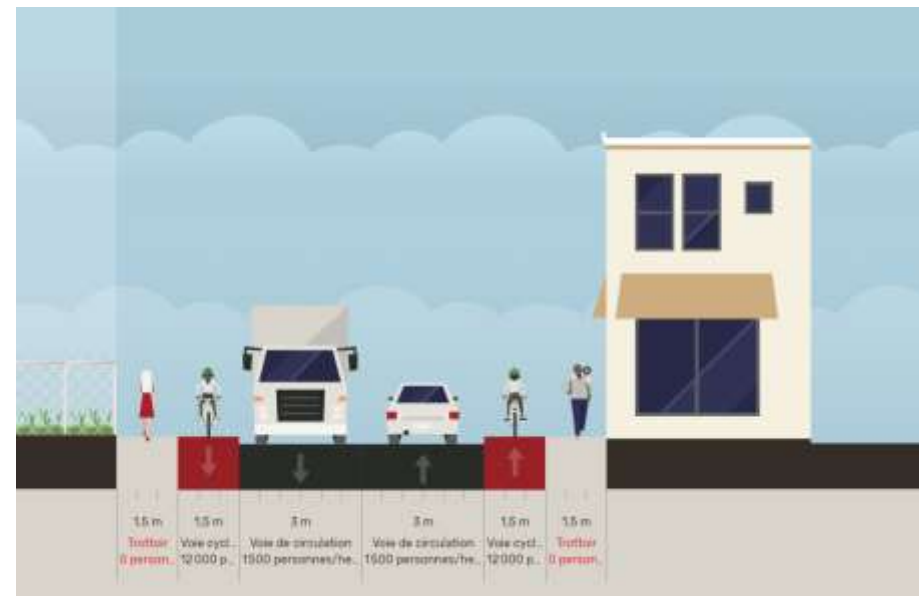 1,5 m 1,5 m 3 m 3 m 1,5 m 1,5 m
Trottoir Voie cycl... Voie de circulation Voie de circulation Voie cycl... Trottoir
0 person... 12 000 p... 1500 personnes/he... 1500 personnes/he... 12 000 p... 0 person...